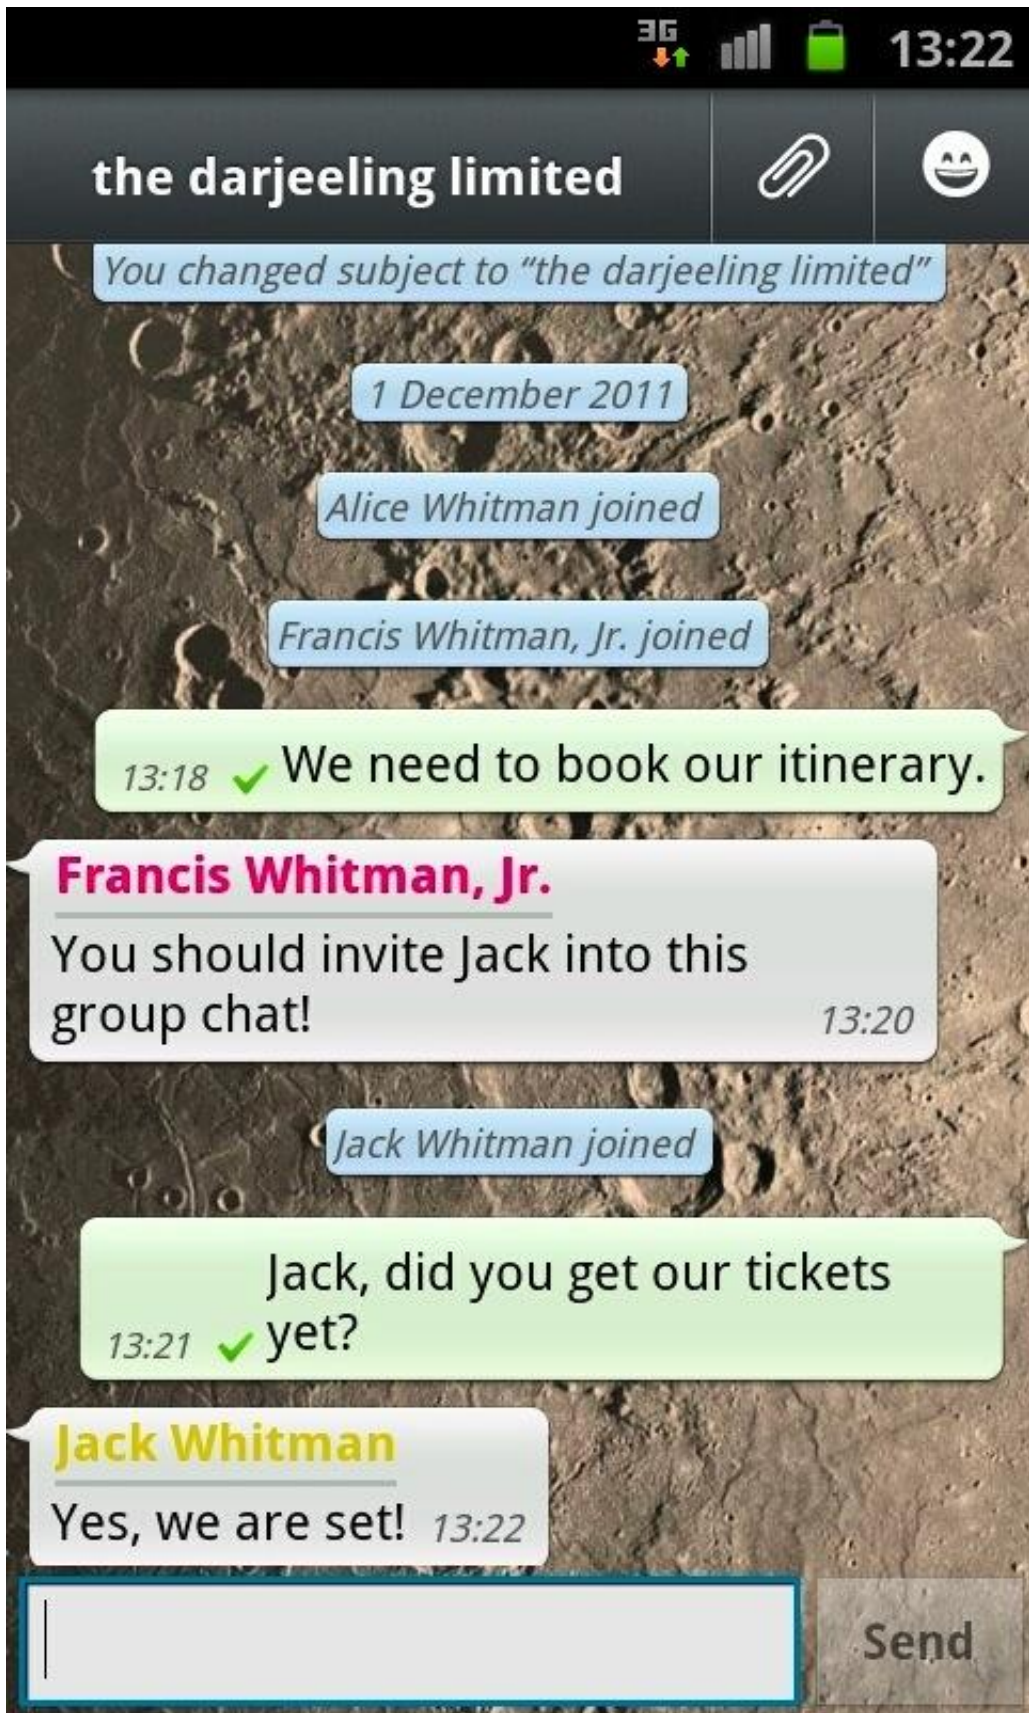 3G 13:22
the darjeeling limited
You changed subject to “the darjeeling limited”
1 December 2011
Alice Whitman joined
Francis Whitman, Jr. joined
13:18 We need to book our itinerary.
Francis Whitman, Jr.
You should invite Jack into this
group chat!
13:20
Jack Whitman joined
Jack, did you get our tickets
13:21 yet?
Jack Whitman
Yes, we are set! 13:22
Send